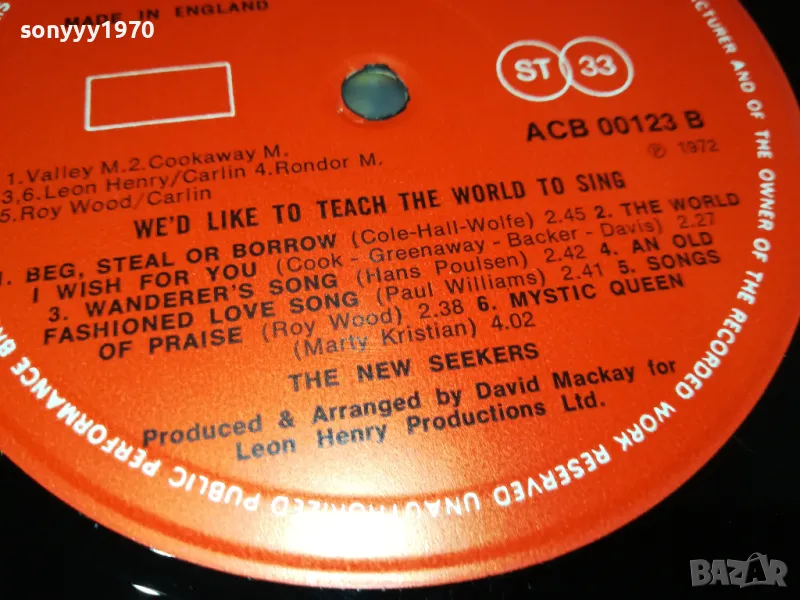 sonyyy1970
MADE IN ENGLAND
ST 33
ACB 00123 B
℗ 1972
1.Valley M.2. Cookaway M.
3,6. Leon Henry/Carlin 4. Rondor M.
5. Roy Wood/Carlin
WE'D LIKE TO TEACH THE WORLD TO SING
1. BEG, STEAL OR BORROW (Cole-Hall-Wolfe) 2.45 2. THE WORLD
I WISH FOR YOU (Cook - Greenaway - Backer - Davis) 2.27
3. WANDERER'S SONG (Hans Poulsen) 2.42 4. AN OLD
FASHIONED LOVE SONG (Paul Williams) 2.41 5. SONGS
OF PRAISE (Roy Wood) 2.38 6. MYSTIC QUEEN
(Marty Kristian) 4.02
THE NEW SEEKERS
Produced & Arranged by David Mackay for
Leon Henry Productions Ltd.
CTURER AND OF THE OWNER OF THE RECORDED WORK RESERVED UNAUTHORIZED PUBLIC PERFORMANCE BR
BAZAR